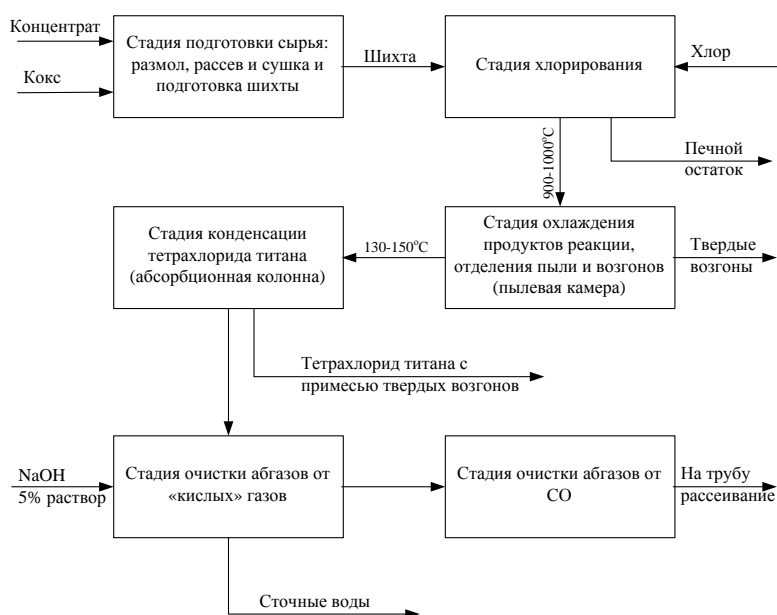 Концентрат
Кокс
Стадия подготовки сырья:
размол, рассев и сушка и
подготовка шихты
Шихта
Стадия хлорирования
Хлор
Печной
остаток
900-1000°C
Стадия конденсации
тетрахлорида титана
(абсорбционная колонна)
130-150°C
Стадия охлаждения
продуктов реакции,
отделения пыли и возгонов
(пылевая камера)
Твердые
возгоны
Тетрахлорид титана с
примесью твердых возгонов
NaOH
5% раствор
Стадия очистки абгазов от
«кислых» газов
Стадия очистки абгазов от
CO
На трубу
рассеивание
Сточные воды